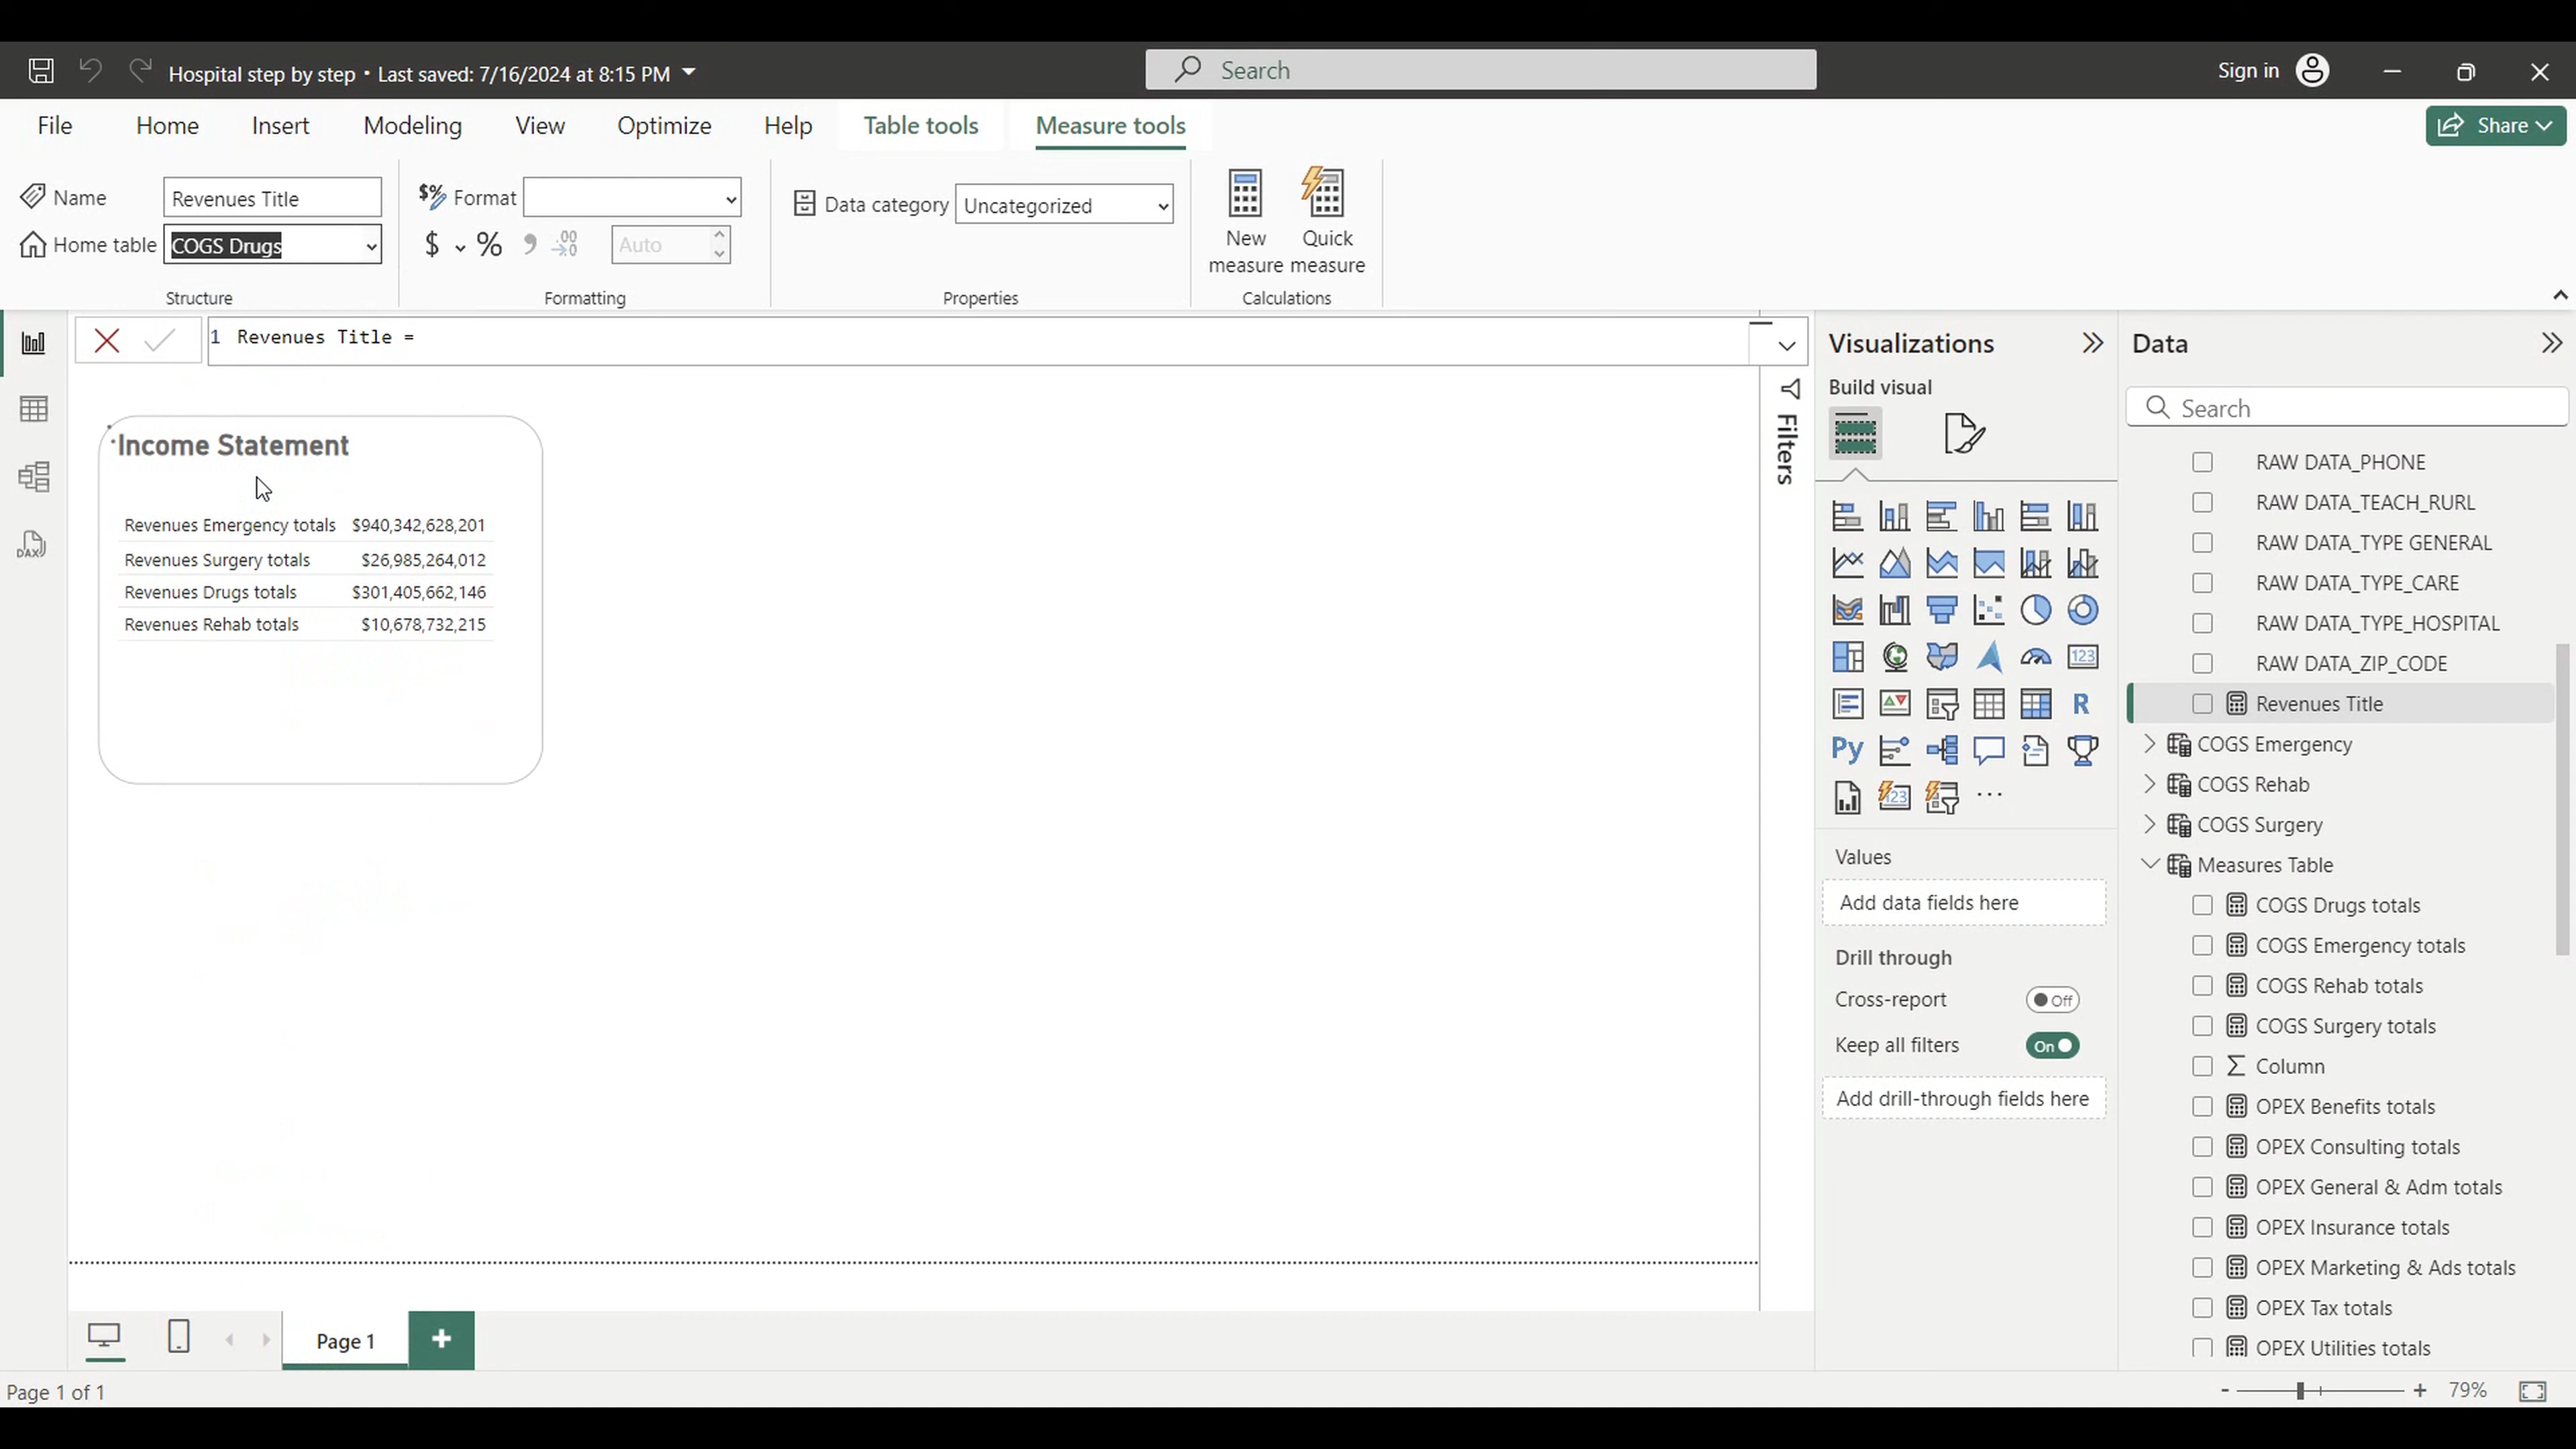 Hospital step by step • Last saved: 7/16/2024 at 8:15 PM
Search
Sign in
File
Home
Insert
Modeling
View
Optimize
Help
Table tools
Measure tools
Share
Name
Revenues Title
Home table
COGS Drugs
Structure
$% Format
$ % , .00 →0
Auto
Formatting
Data category
Uncategorized
Properties
New measure
Quick measure
Calculations
1 Revenues Title =
Income Statement
Revenues Emergency totals $940,342,628,201
Revenues Surgery totals $26,985,264,012
Revenues Drugs totals $301,405,662,146
Revenues Rehab totals $10,678,732,215
DAX
Filters
Visualizations
Build visual
123
R
Py
123
...
Values
Add data fields here
Drill through
Cross-report
Off
Keep all filters
On
Add drill-through fields here
Data
Search
RAW DATA_PHONE
RAW DATA_TEACH_RURL
RAW DATA_TYPE GENERAL
RAW DATA_TYPE_CARE
RAW DATA_TYPE_HOSPITAL
RAW DATA_ZIP_CODE
Revenues Title
COGS Emergency
COGS Rehab
COGS Surgery
Measures Table
COGS Drugs totals
COGS Emergency totals
COGS Rehab totals
COGS Surgery totals
Column
OPEX Benefits totals
OPEX Consulting totals
OPEX General & Adm totals
OPEX Insurance totals
OPEX Marketing & Ads totals
OPEX Tax totals
OPEX Utilities totals
Page 1
+
Page 1 of 1
- + 79%